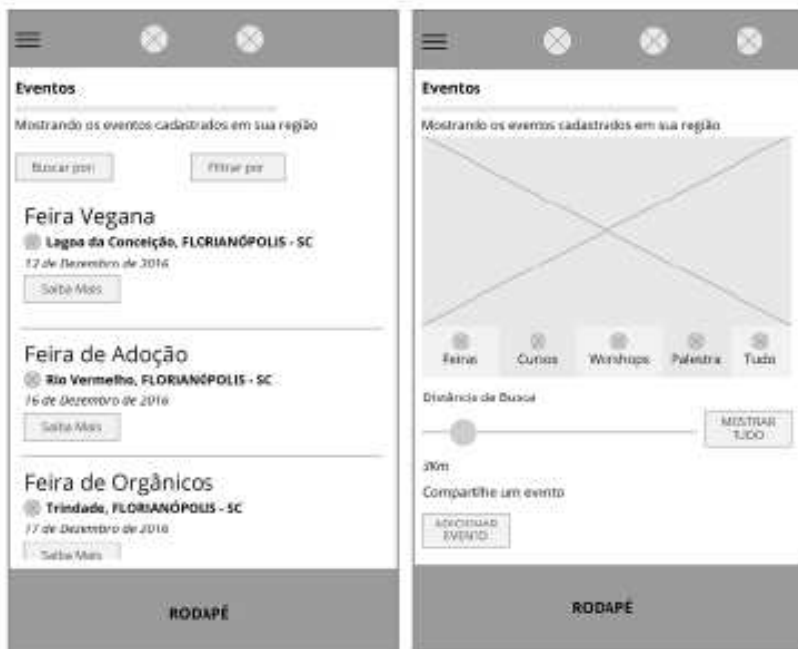 Eventos
Mostrando os eventos cadastrados em sua região
Buscar por:
Filtrar por
Feira Vegana
Lagoa da Conceição, FLORIANÓPOLIS - SC
12 de Dezembro de 2016
Saiba Mais
Feira de Adoção
Rio Vermelho, FLORIANÓPOLIS - SC
16 de Dezembro de 2016
Saiba Mais
Feira de Orgânicos
Trindade, FLORIANÓPOLIS - SC
17 de Dezembro de 2016
Saiba Mais
RODAPÉ
Eventos
Mostrando os eventos cadastrados em sua região
Feiras
Cursos
Worshops
Palestra
Tudo
Distância de Busca
MOSTRAR
TUDO
Compartilhe um evento
ADICIONAR
EVENTO
RODAPÉ